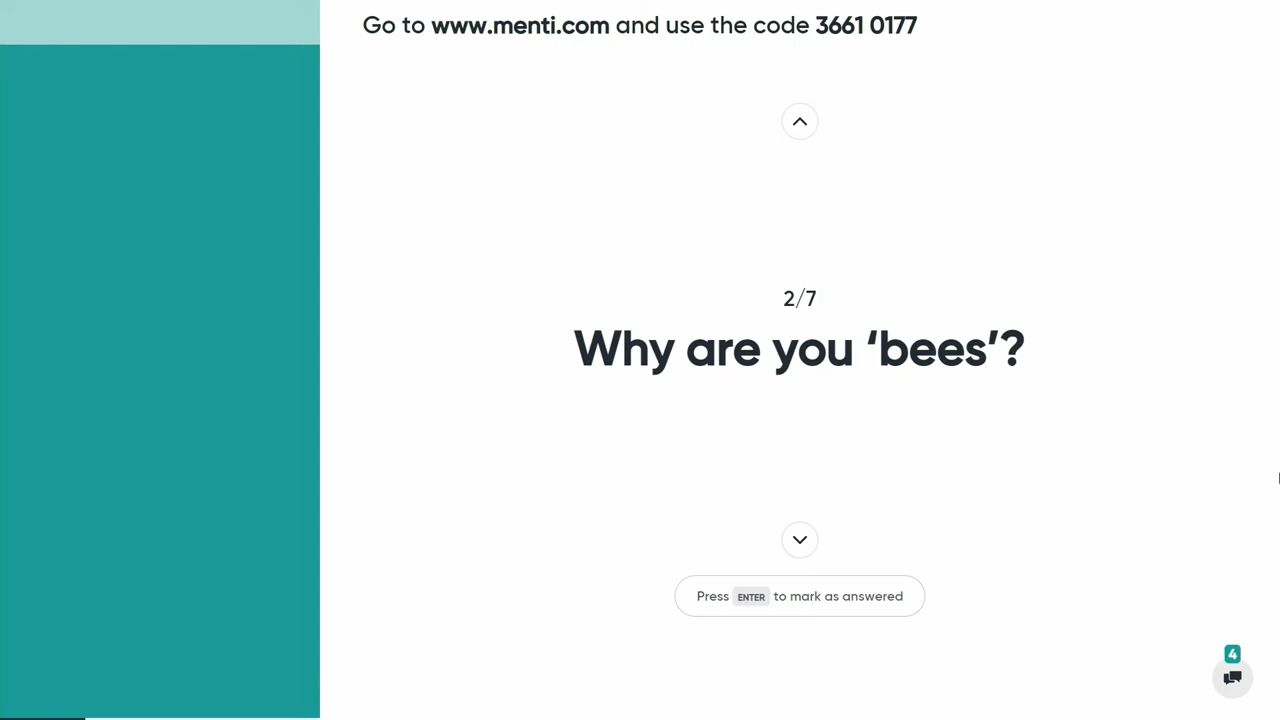 Go to www.menti.com and use the code 3661 0177
2/7
Why are you ‘bees’?
Press ENTER to mark as answered
4